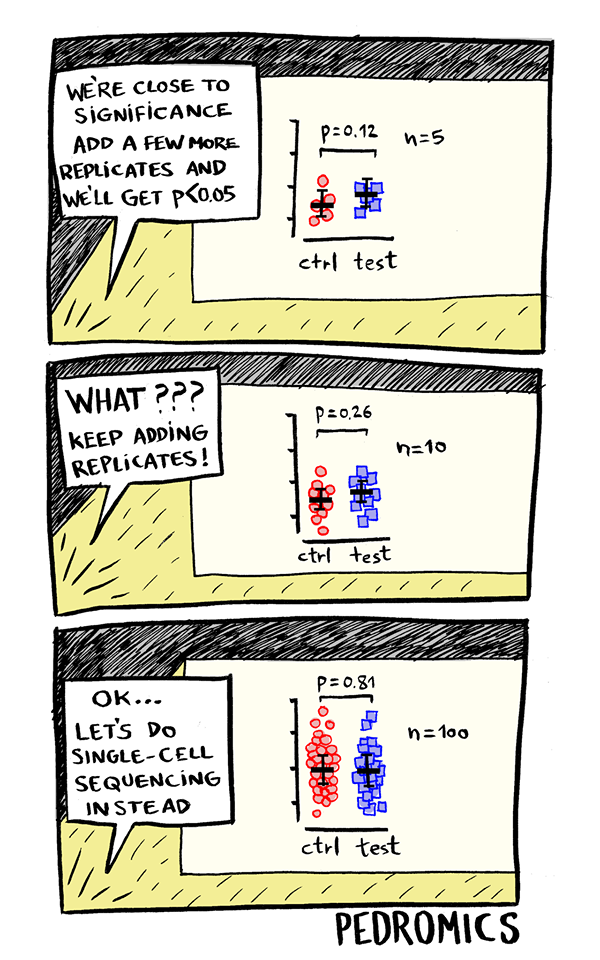 WE'RE CLOSE TO
SIGNIFICANCE
ADD A FEW MORE
REPLICATES AND
WE'LL GET P<0.05
p=0.12
n=5
ctrl test
WHAT ???
KEEP ADDING
REPLICATES!
p=0.26
n=10
ctrl test
OK...
LET'S DO
SINGLE-CELL
SEQUENCING
INSTEAD
p=0.81
n=100
ctrl test
PEDROMICS